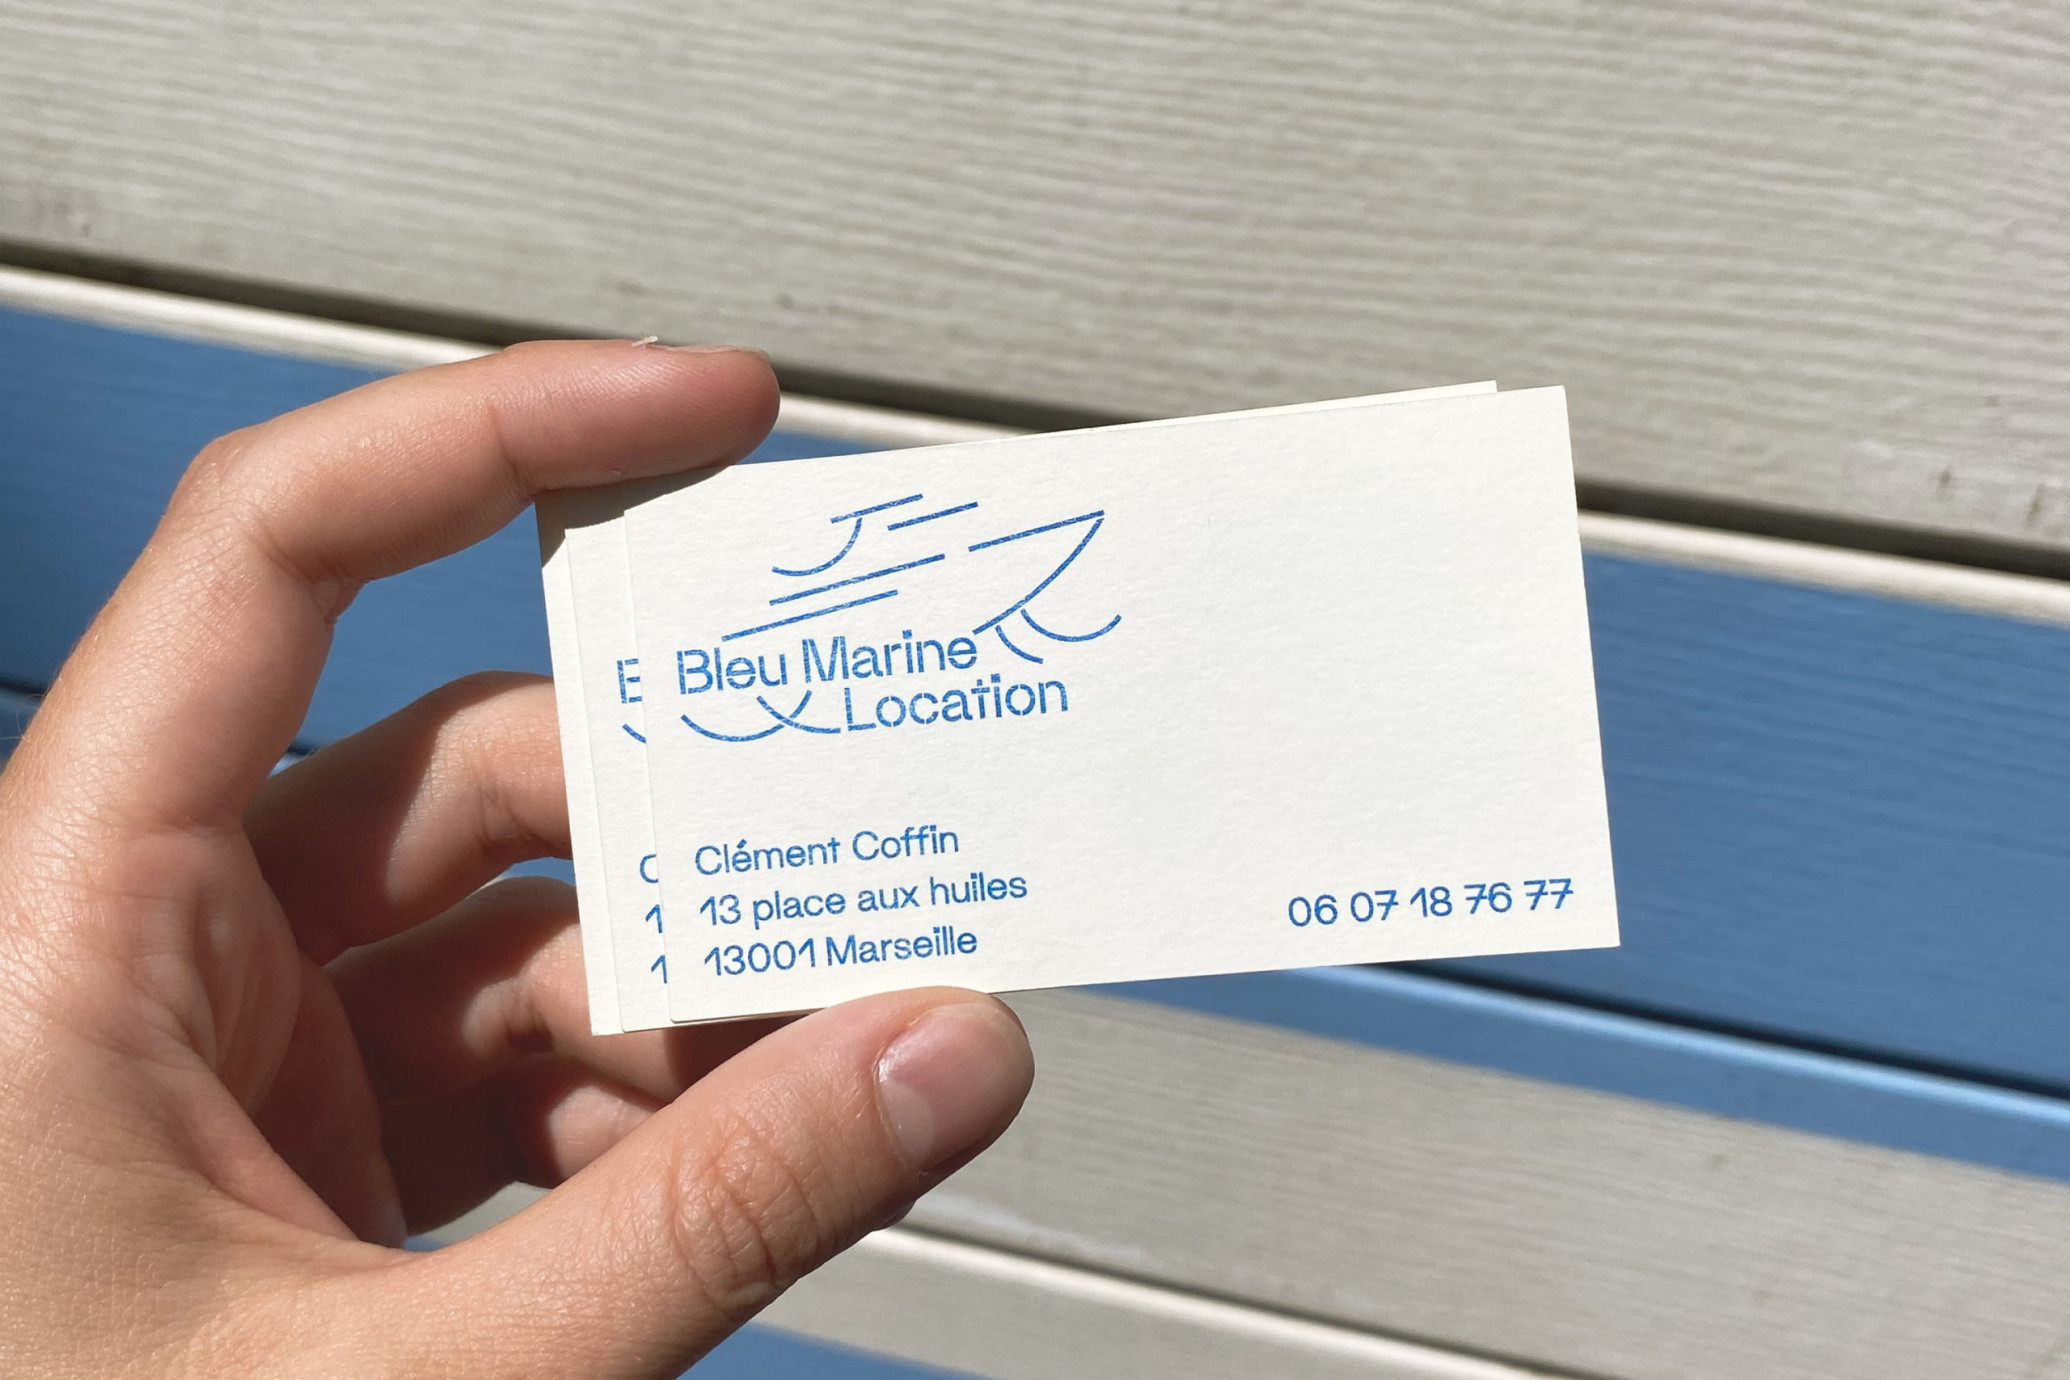 Bleu Marine
Location
Clément Coffin
13 place aux huiles
13001 Marseille
06 07 18 76 77